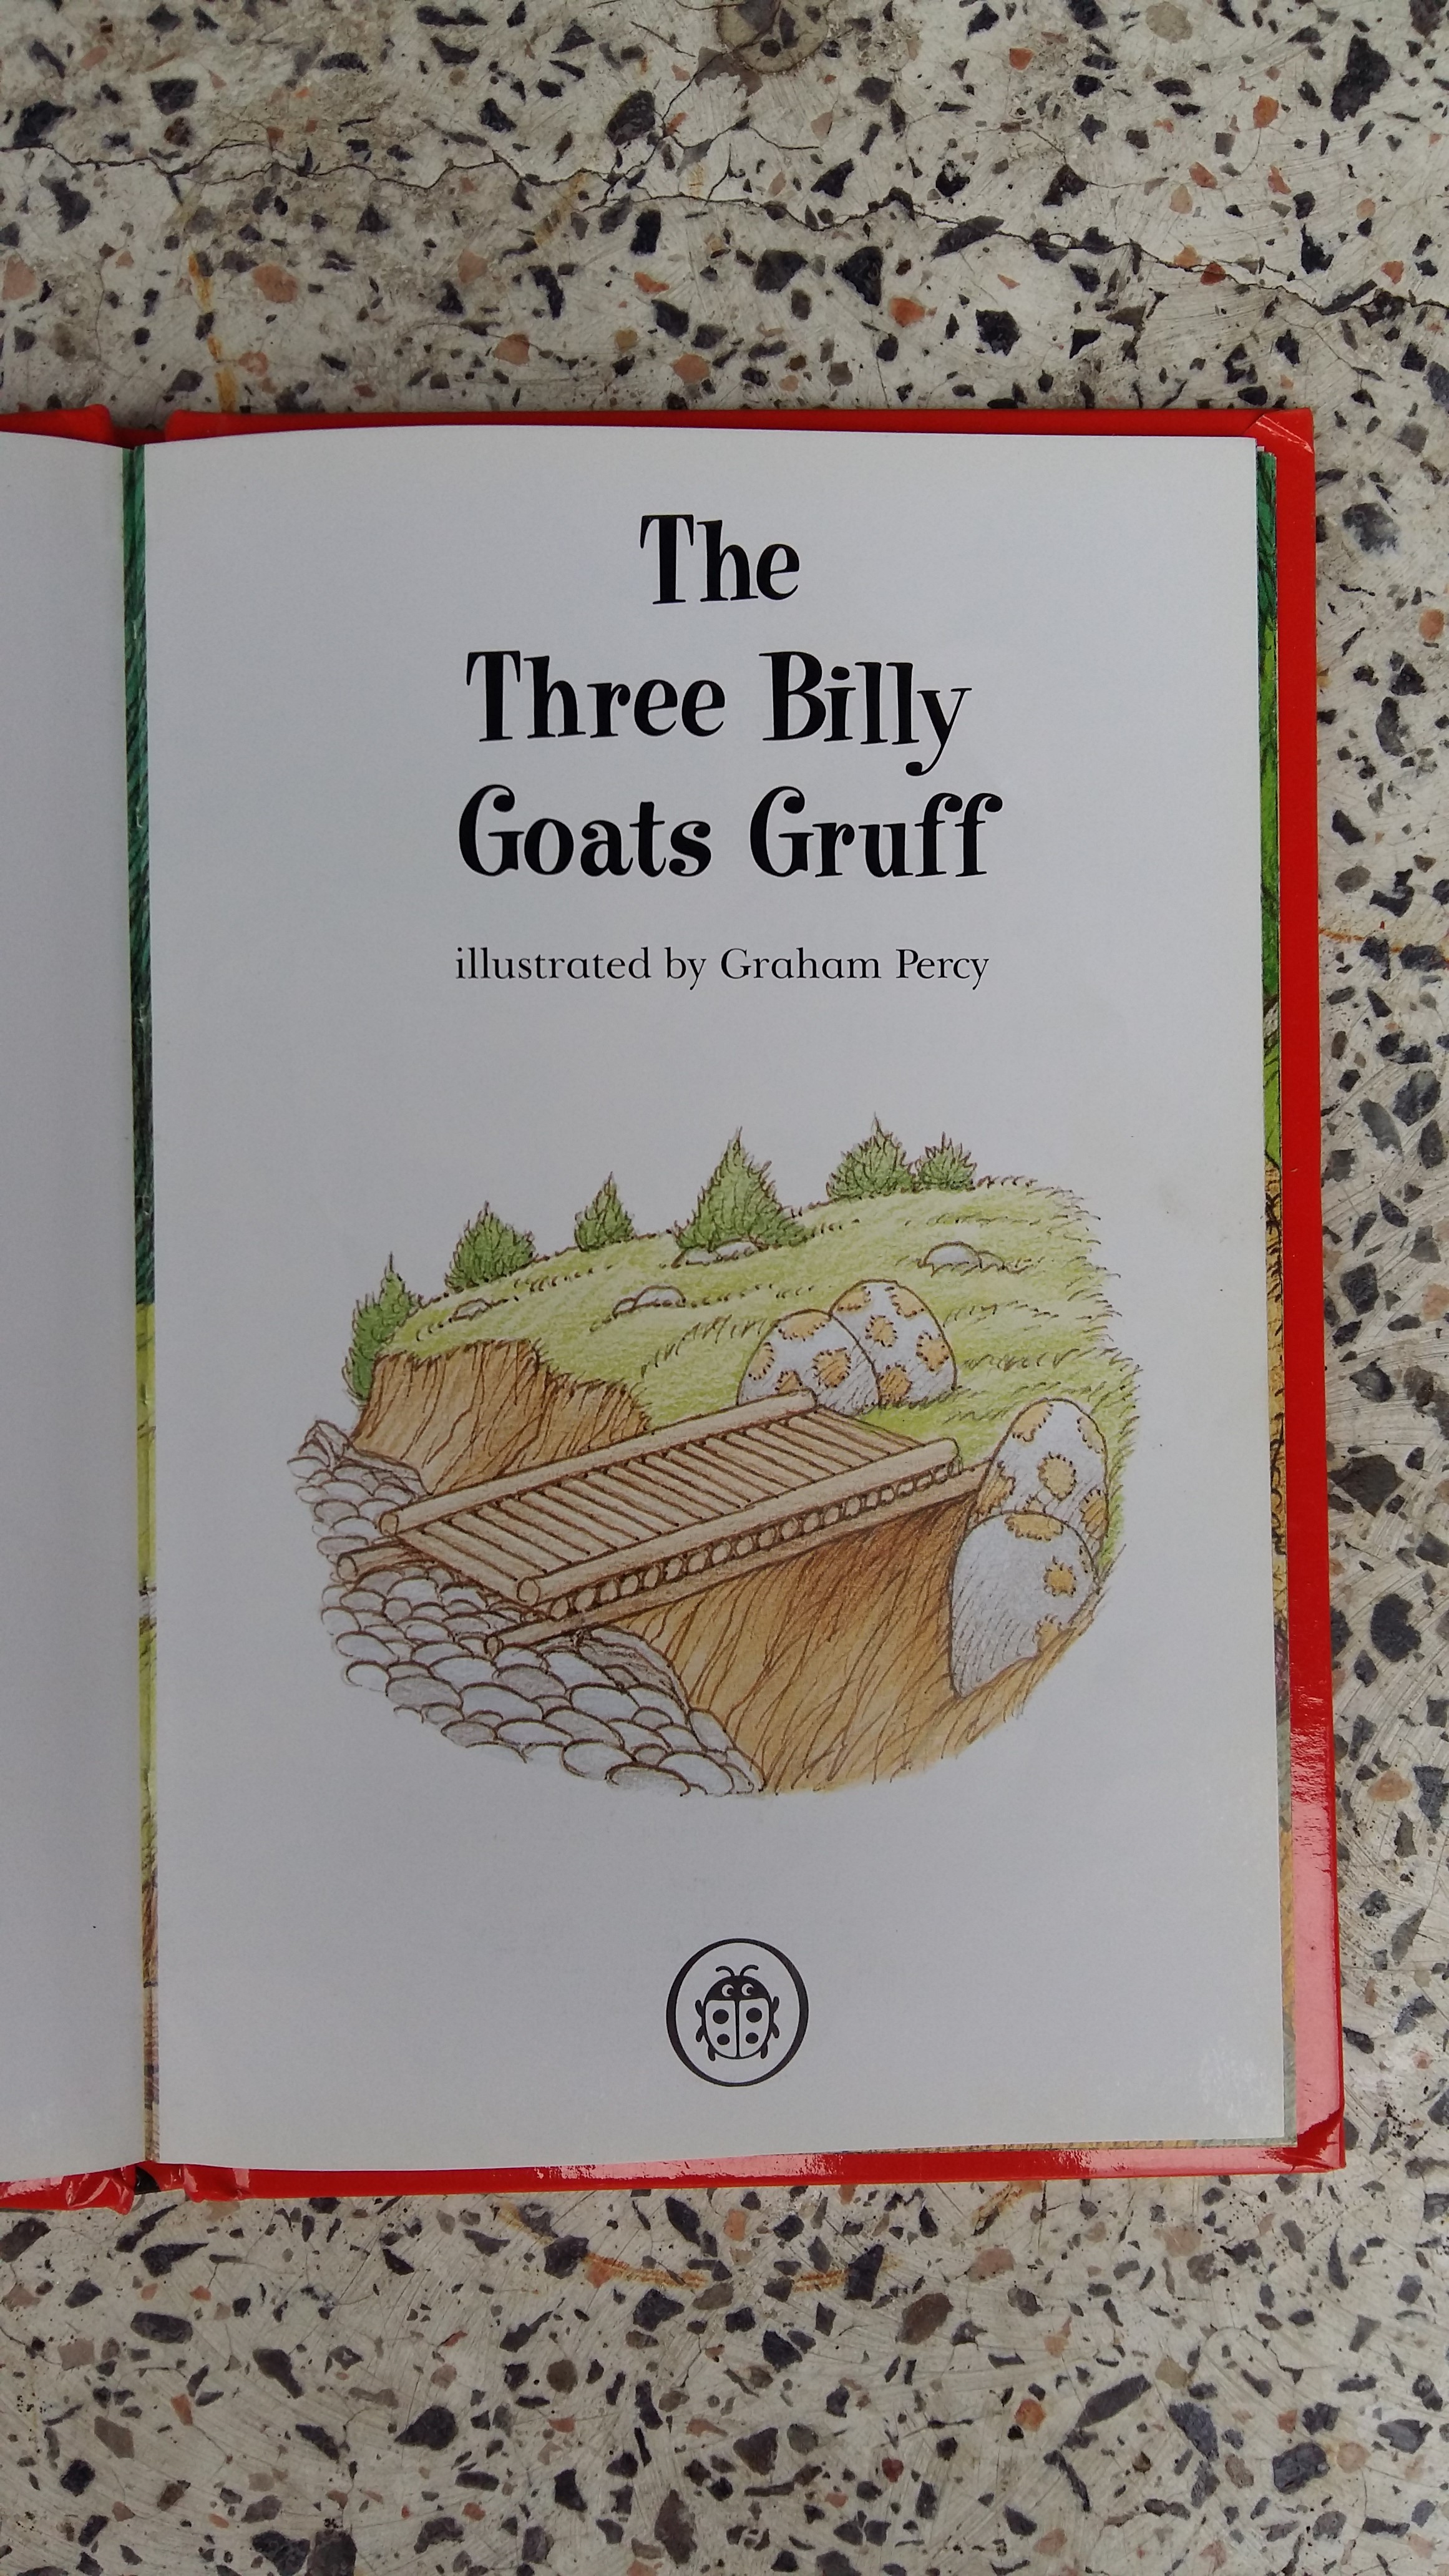 The
Three Billy
Goats Gruff
illustrated by Graham Percy